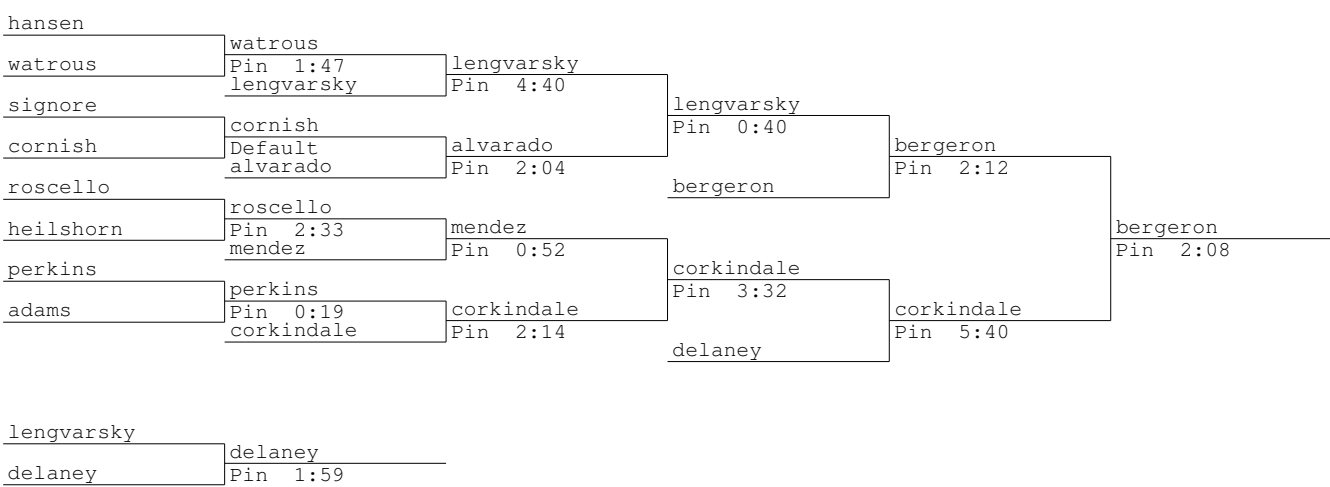 hansen
watrous
watrous
Pin 1:47
lengvarsky
lengvarsky
Pin 4:40
signore
cornish
cornish
Default
alvarado
alvarado
Pin 2:04
lengvarsky
Pin 0:40
bergeron
bergeron
Pin 2:12
roscello
heilshorn
roscello
Pin 2:33
mendez
mendez
Pin 0:52
perkins
adams
perkins
Pin 0:19
corkindale
corkindale
Pin 2:14
corkindale
Pin 3:32
delaney
corkindale
Pin 5:40
bergeron
Pin 2:08
lengvarsky
delaney
delaney
Pin 1:59